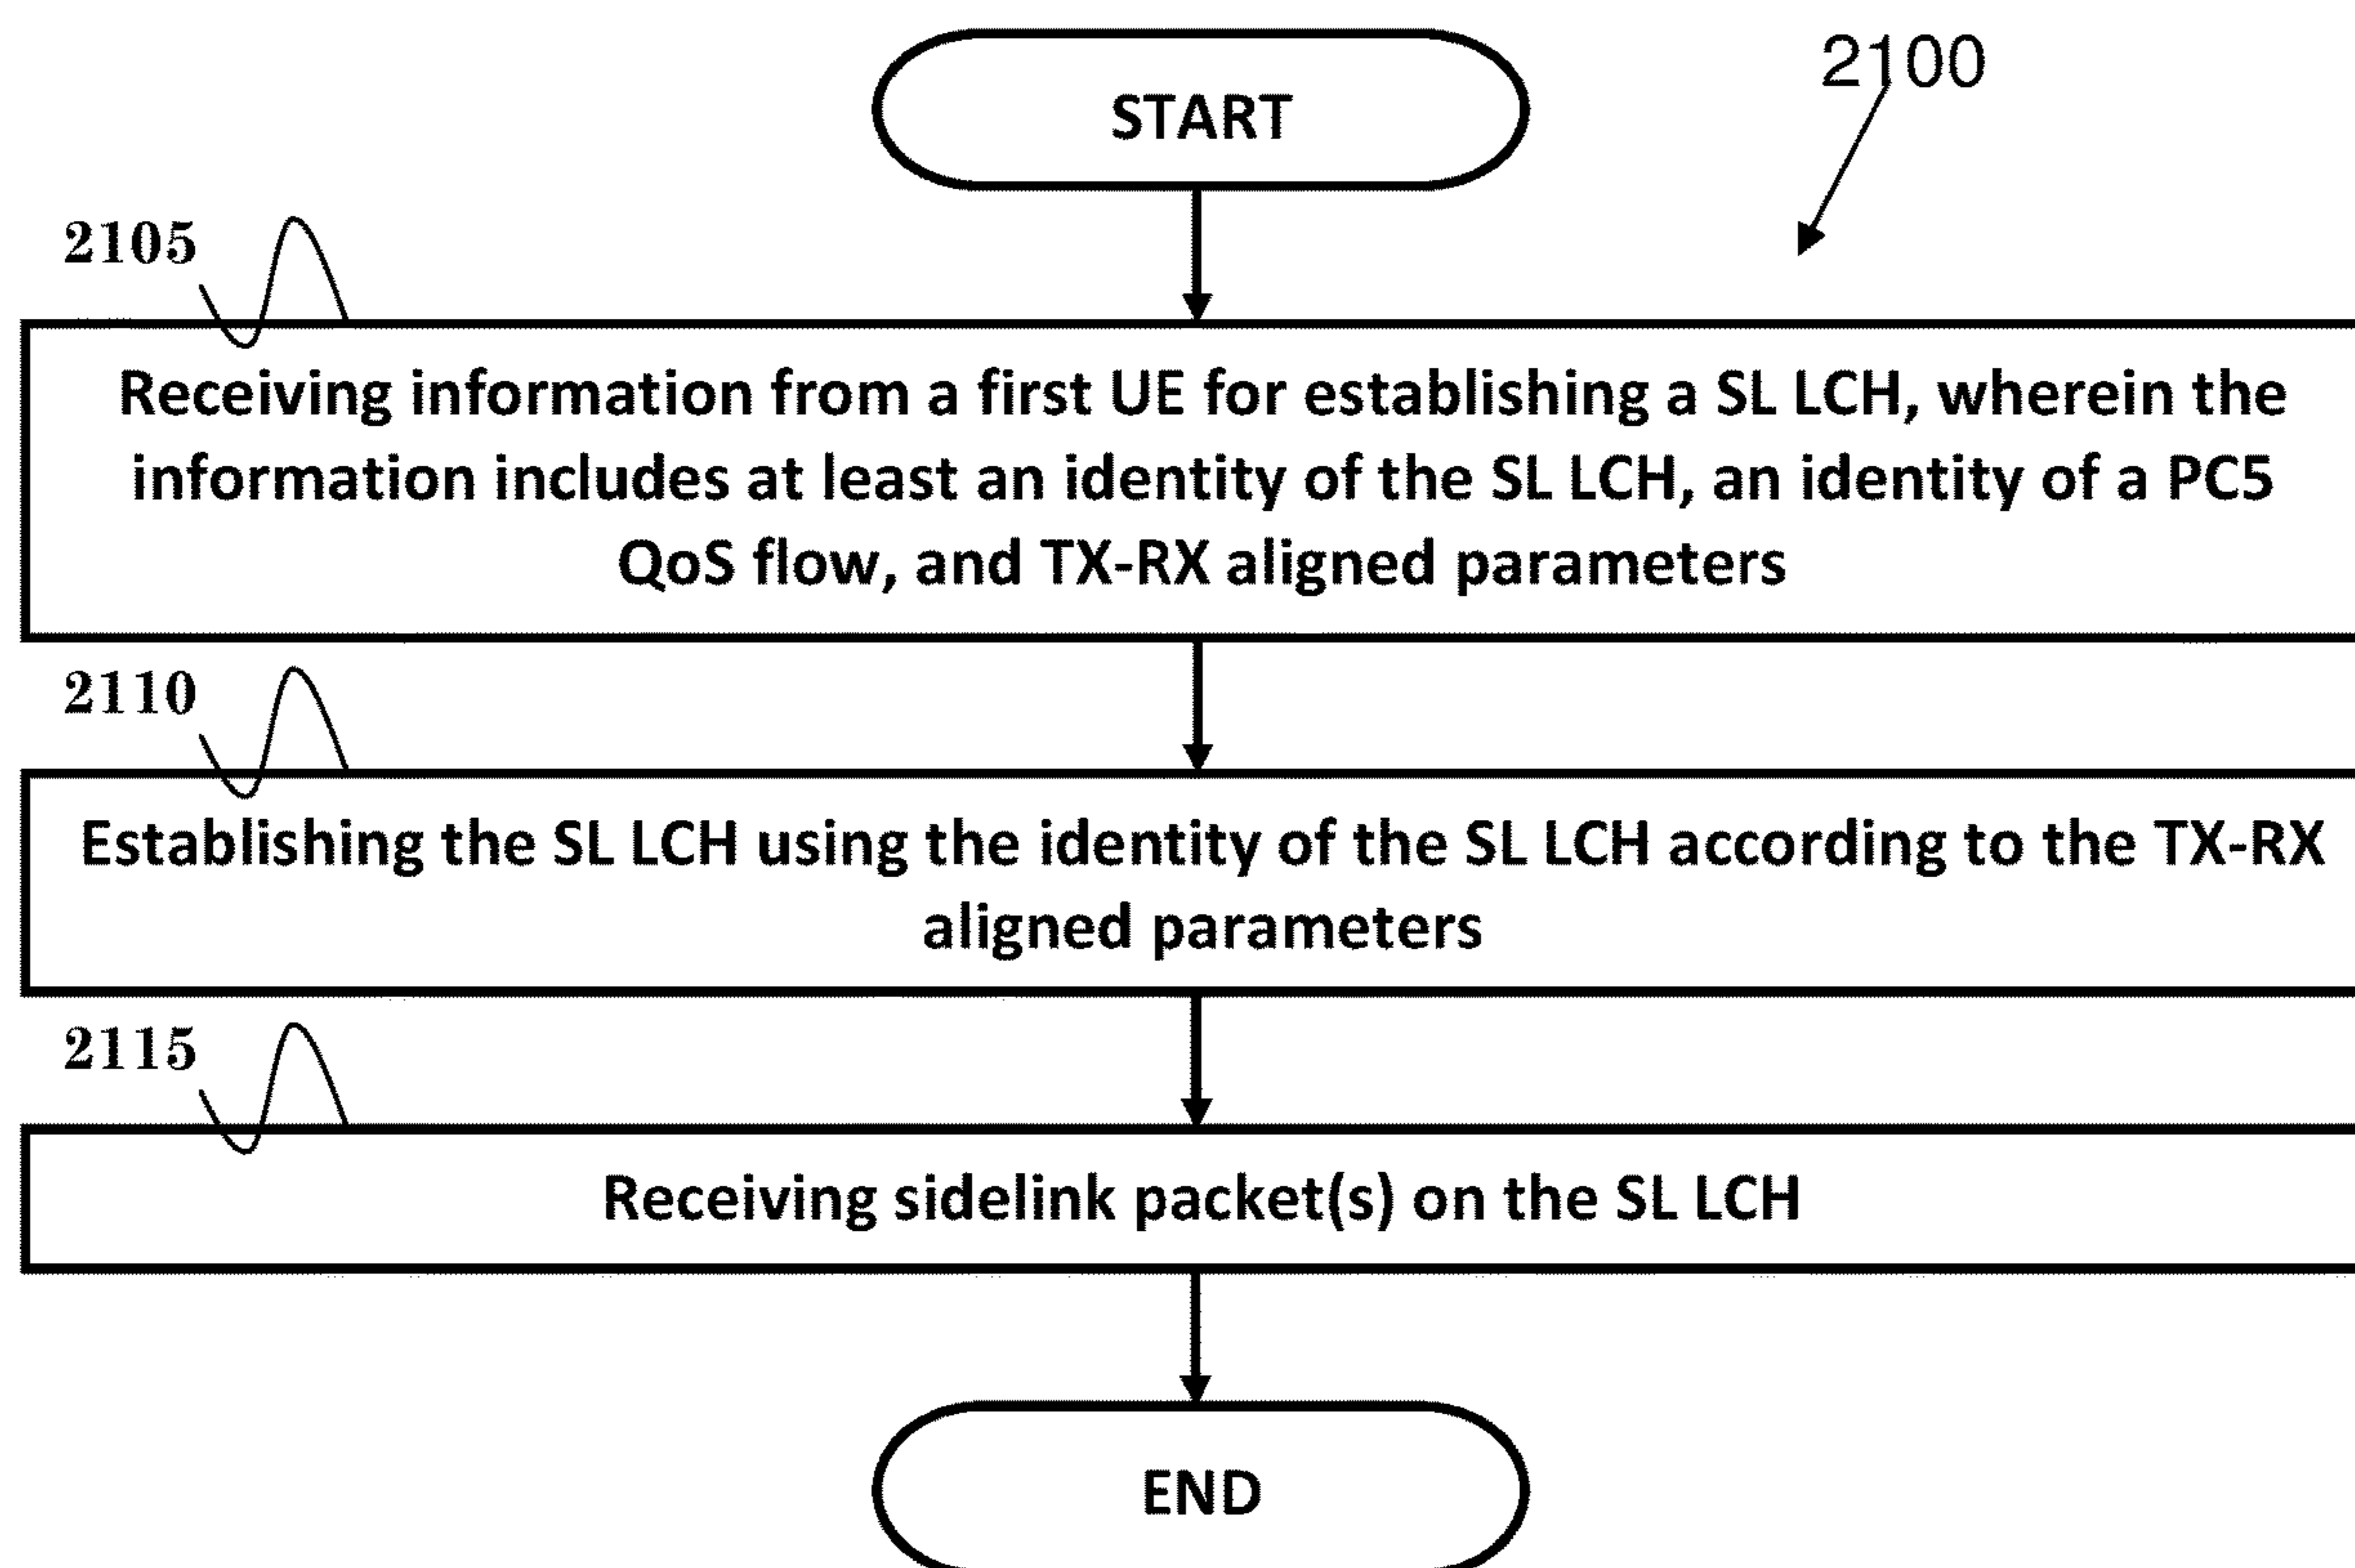 START
2100
2105
Receiving information from a first UE for establishing a SL LCH, wherein the
information includes at least an identity of the SL LCH, an identity of a PC5
QoS flow, and TX-RX aligned parameters
2110
Establishing the SL LCH using the identity of the SL LCH according to the TX-RX
aligned parameters
2115
Receiving sidelink packet(s) on the SL LCH
END